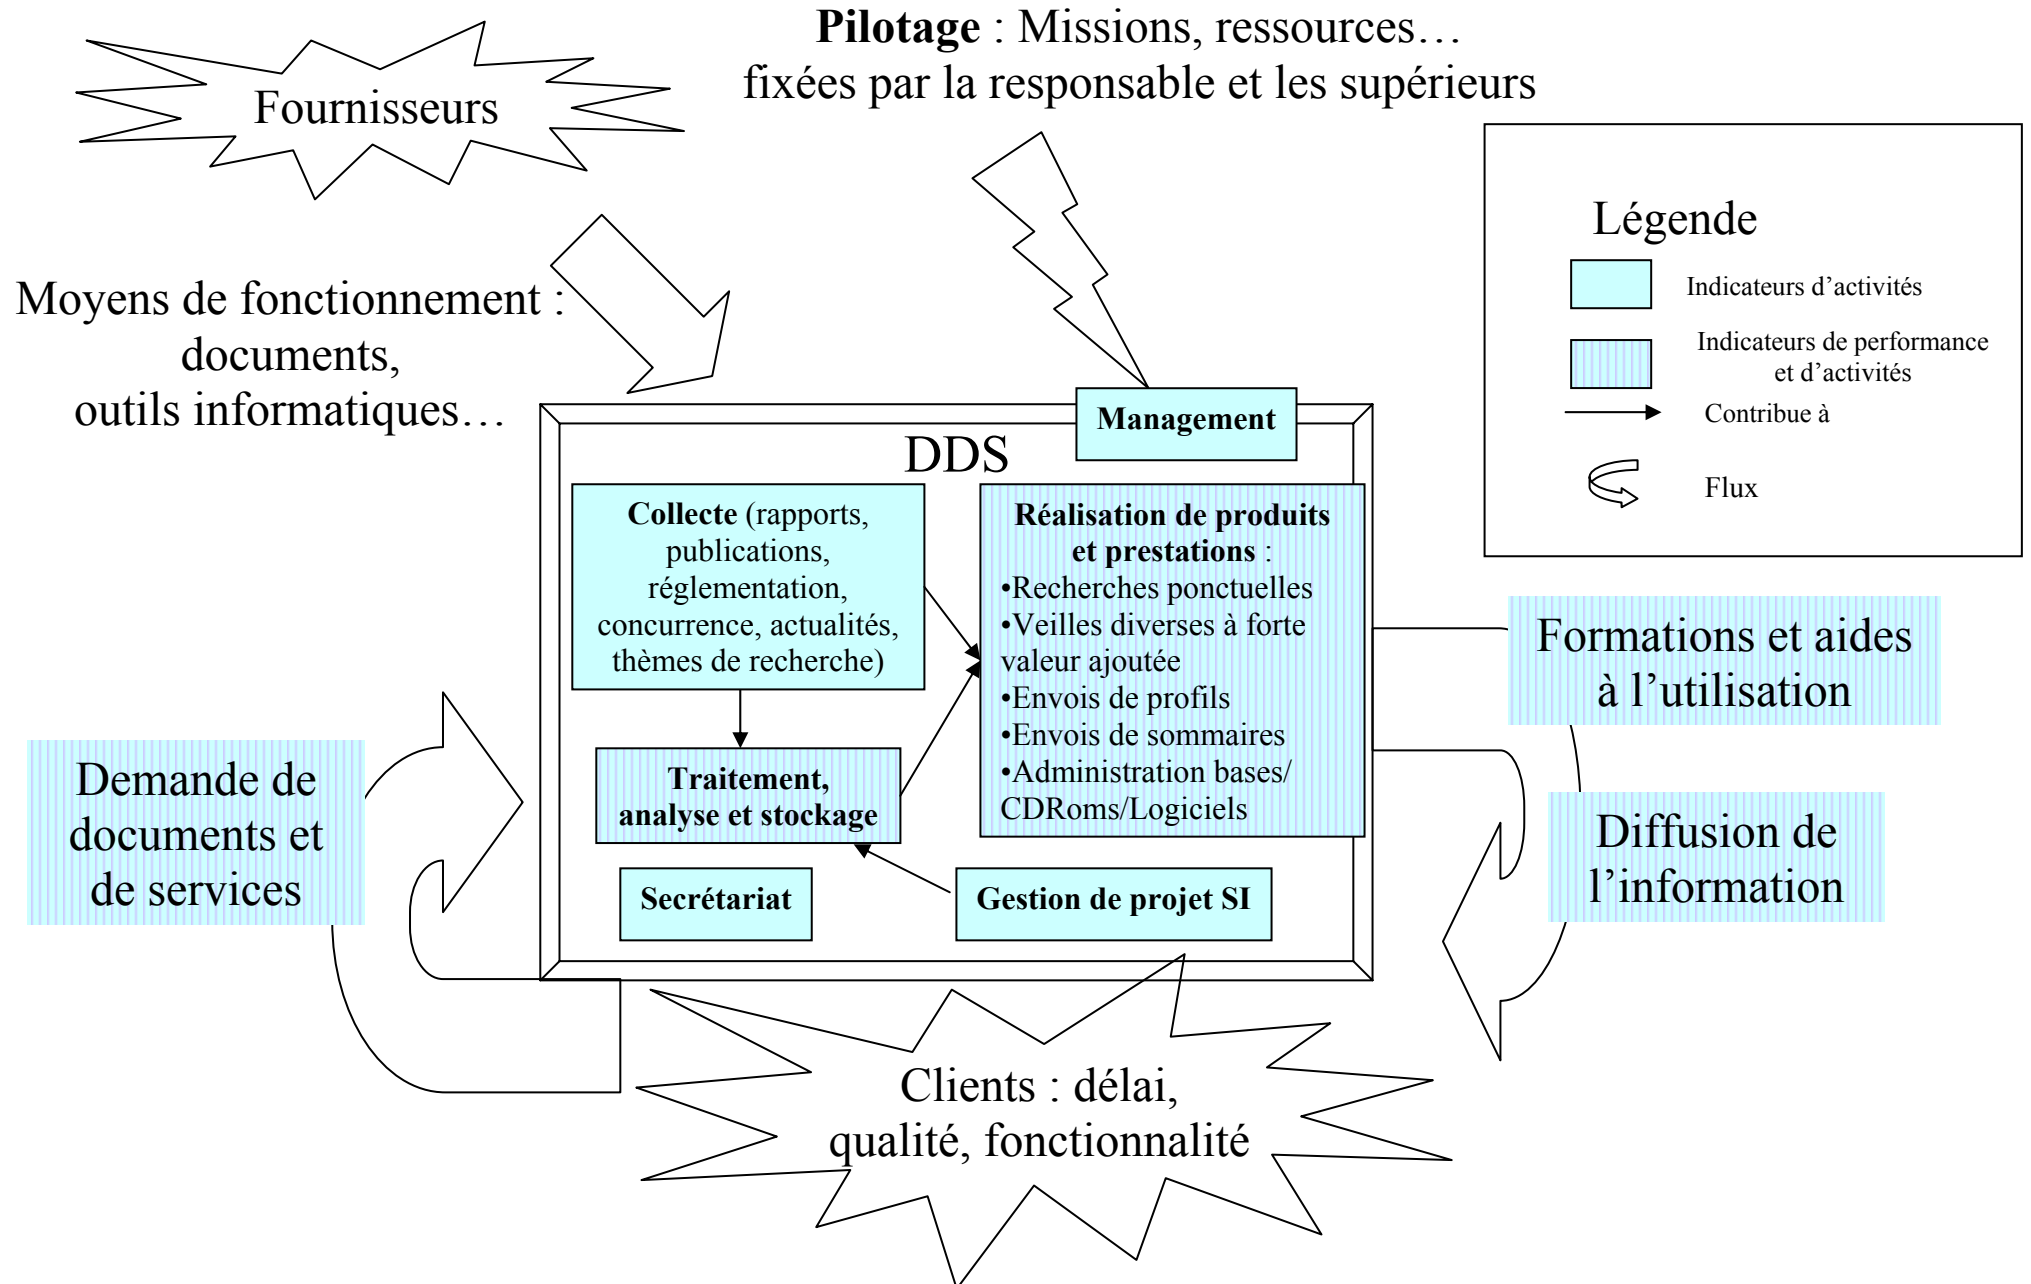 Pilotage : Missions, ressources…
fixées par la responsable et les supérieurs
Fournisseurs
Légende
Indicateurs d’activités
Indicateurs de performance
et d’activités
Contribue à
Flux
Moyens de fonctionnement :
documents,
outils informatiques…
Management
DDS
Collecte (rapports,
publications,
réglementation,
concurrence, actualités,
thèmes de recherche)
Réalisation de produits
et prestations :
•Recherches ponctuelles
•Veilles diverses à forte
valeur ajoutée
•Envois de profils
•Envois de sommaires
•Administration bases/
CDRoms/Logiciels
Traitement,
analyse et stockage
Secrétariat
Gestion de projet SI
Formations et aides
à l’utilisation
Demande de
documents et
de services
Diffusion de
l’information
Clients : délai,
qualité, fonctionnalité